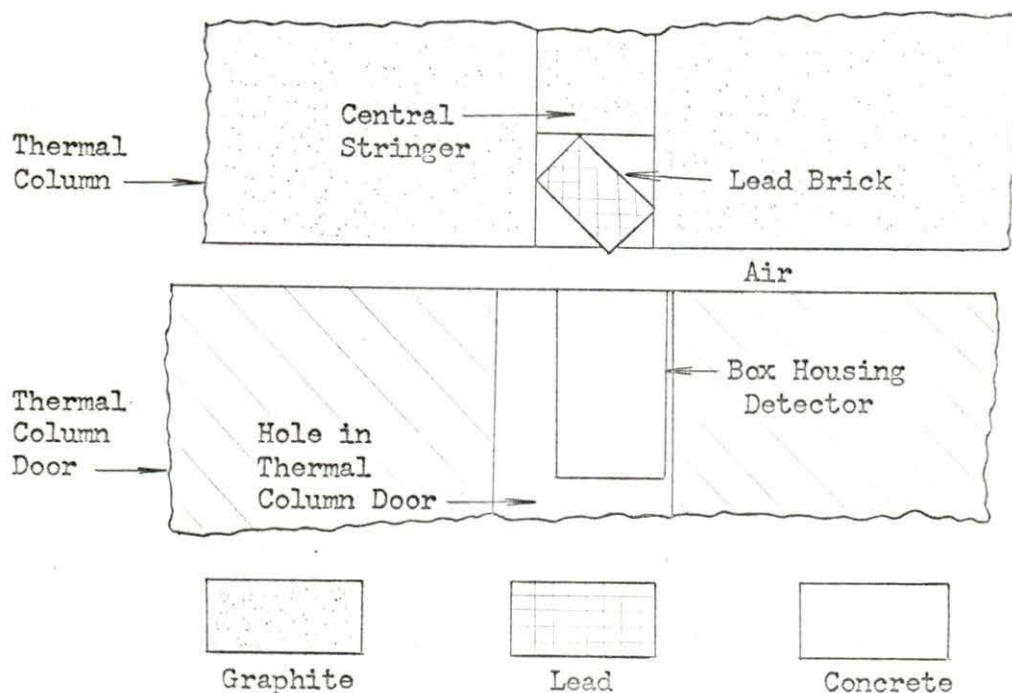 Central
Stringer
Thermal
Column
Lead Brick
Air
Thermal
Column
Door
Hole in
Thermal
Column Door
Box Housing
Detector
Graphite
Lead
Concrete